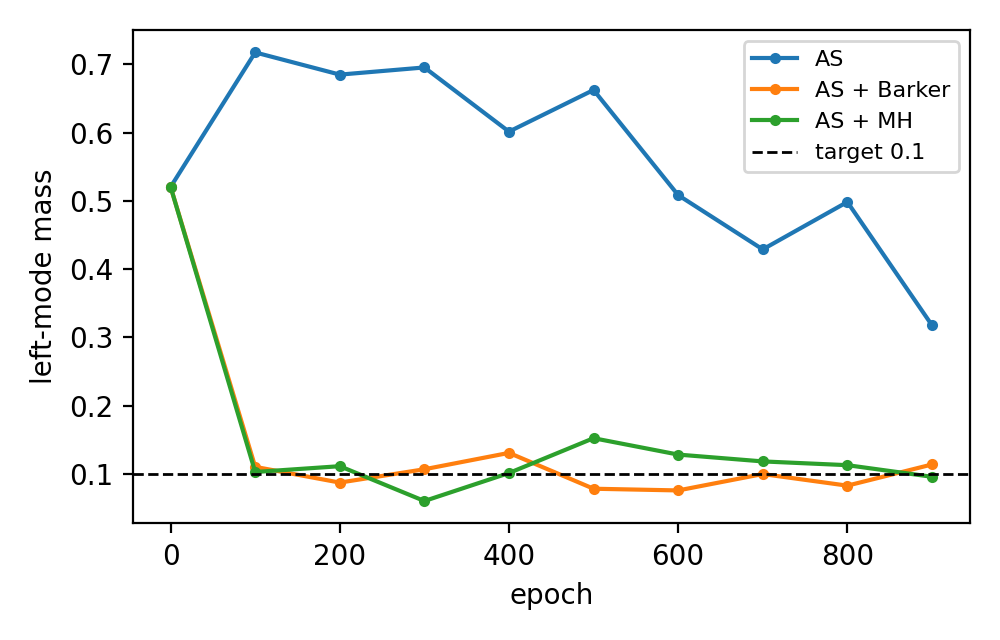 0.7
0.6
0.5
0.4
0.3
0.2
0.1
left-mode mass
AS
AS + Barker
AS + MH
target 0.1
0 200 400 600 800
epoch